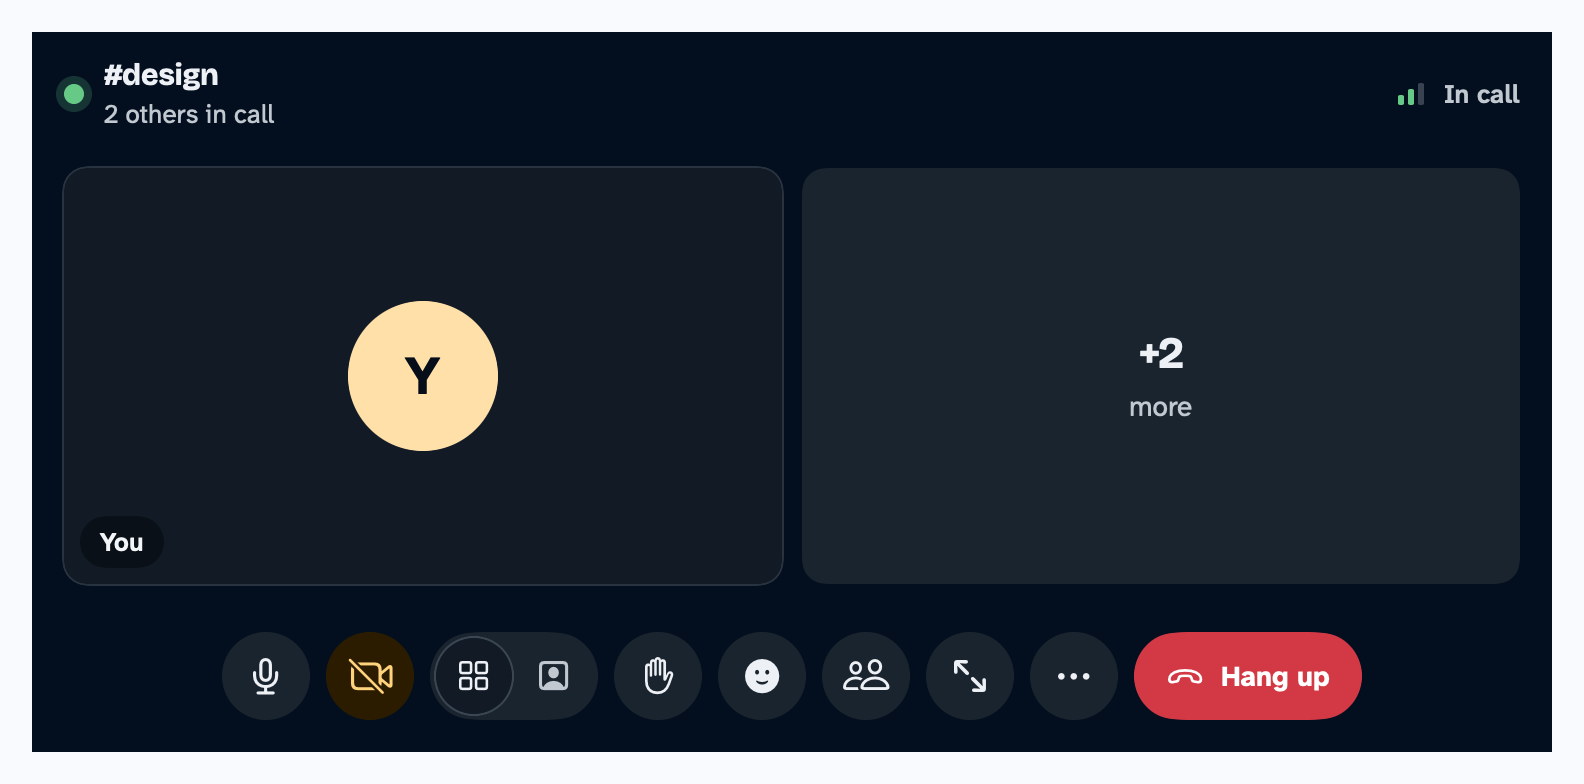 #design
2 others in call
In call
Y
You
+2
more
Hang up